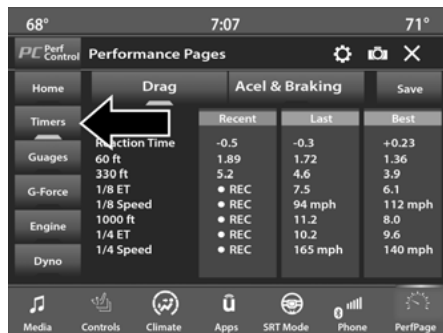 68° 7:07 71°
PC Perf Control Performance Pages
Home Drag Acel & Braking Save
Timers Recent Last Best
Reaction Time -0.5 -0.3 +0.23
60 ft 1.89 1.72 1.36
Guages 330 ft 5.2 4.6 3.9
1/8 ET ● REC 7.5 6.1
G-Force 1/8 Speed ● REC 94 mph 112 mph
1000 ft ● REC 11.2 8.0
Engine 1/4 ET ● REC 10.2 9.6
1/4 Speed ● REC 165 mph 140 mph
Dyno
Media Controls Climate Apps SRT Mode Phone PerfPage